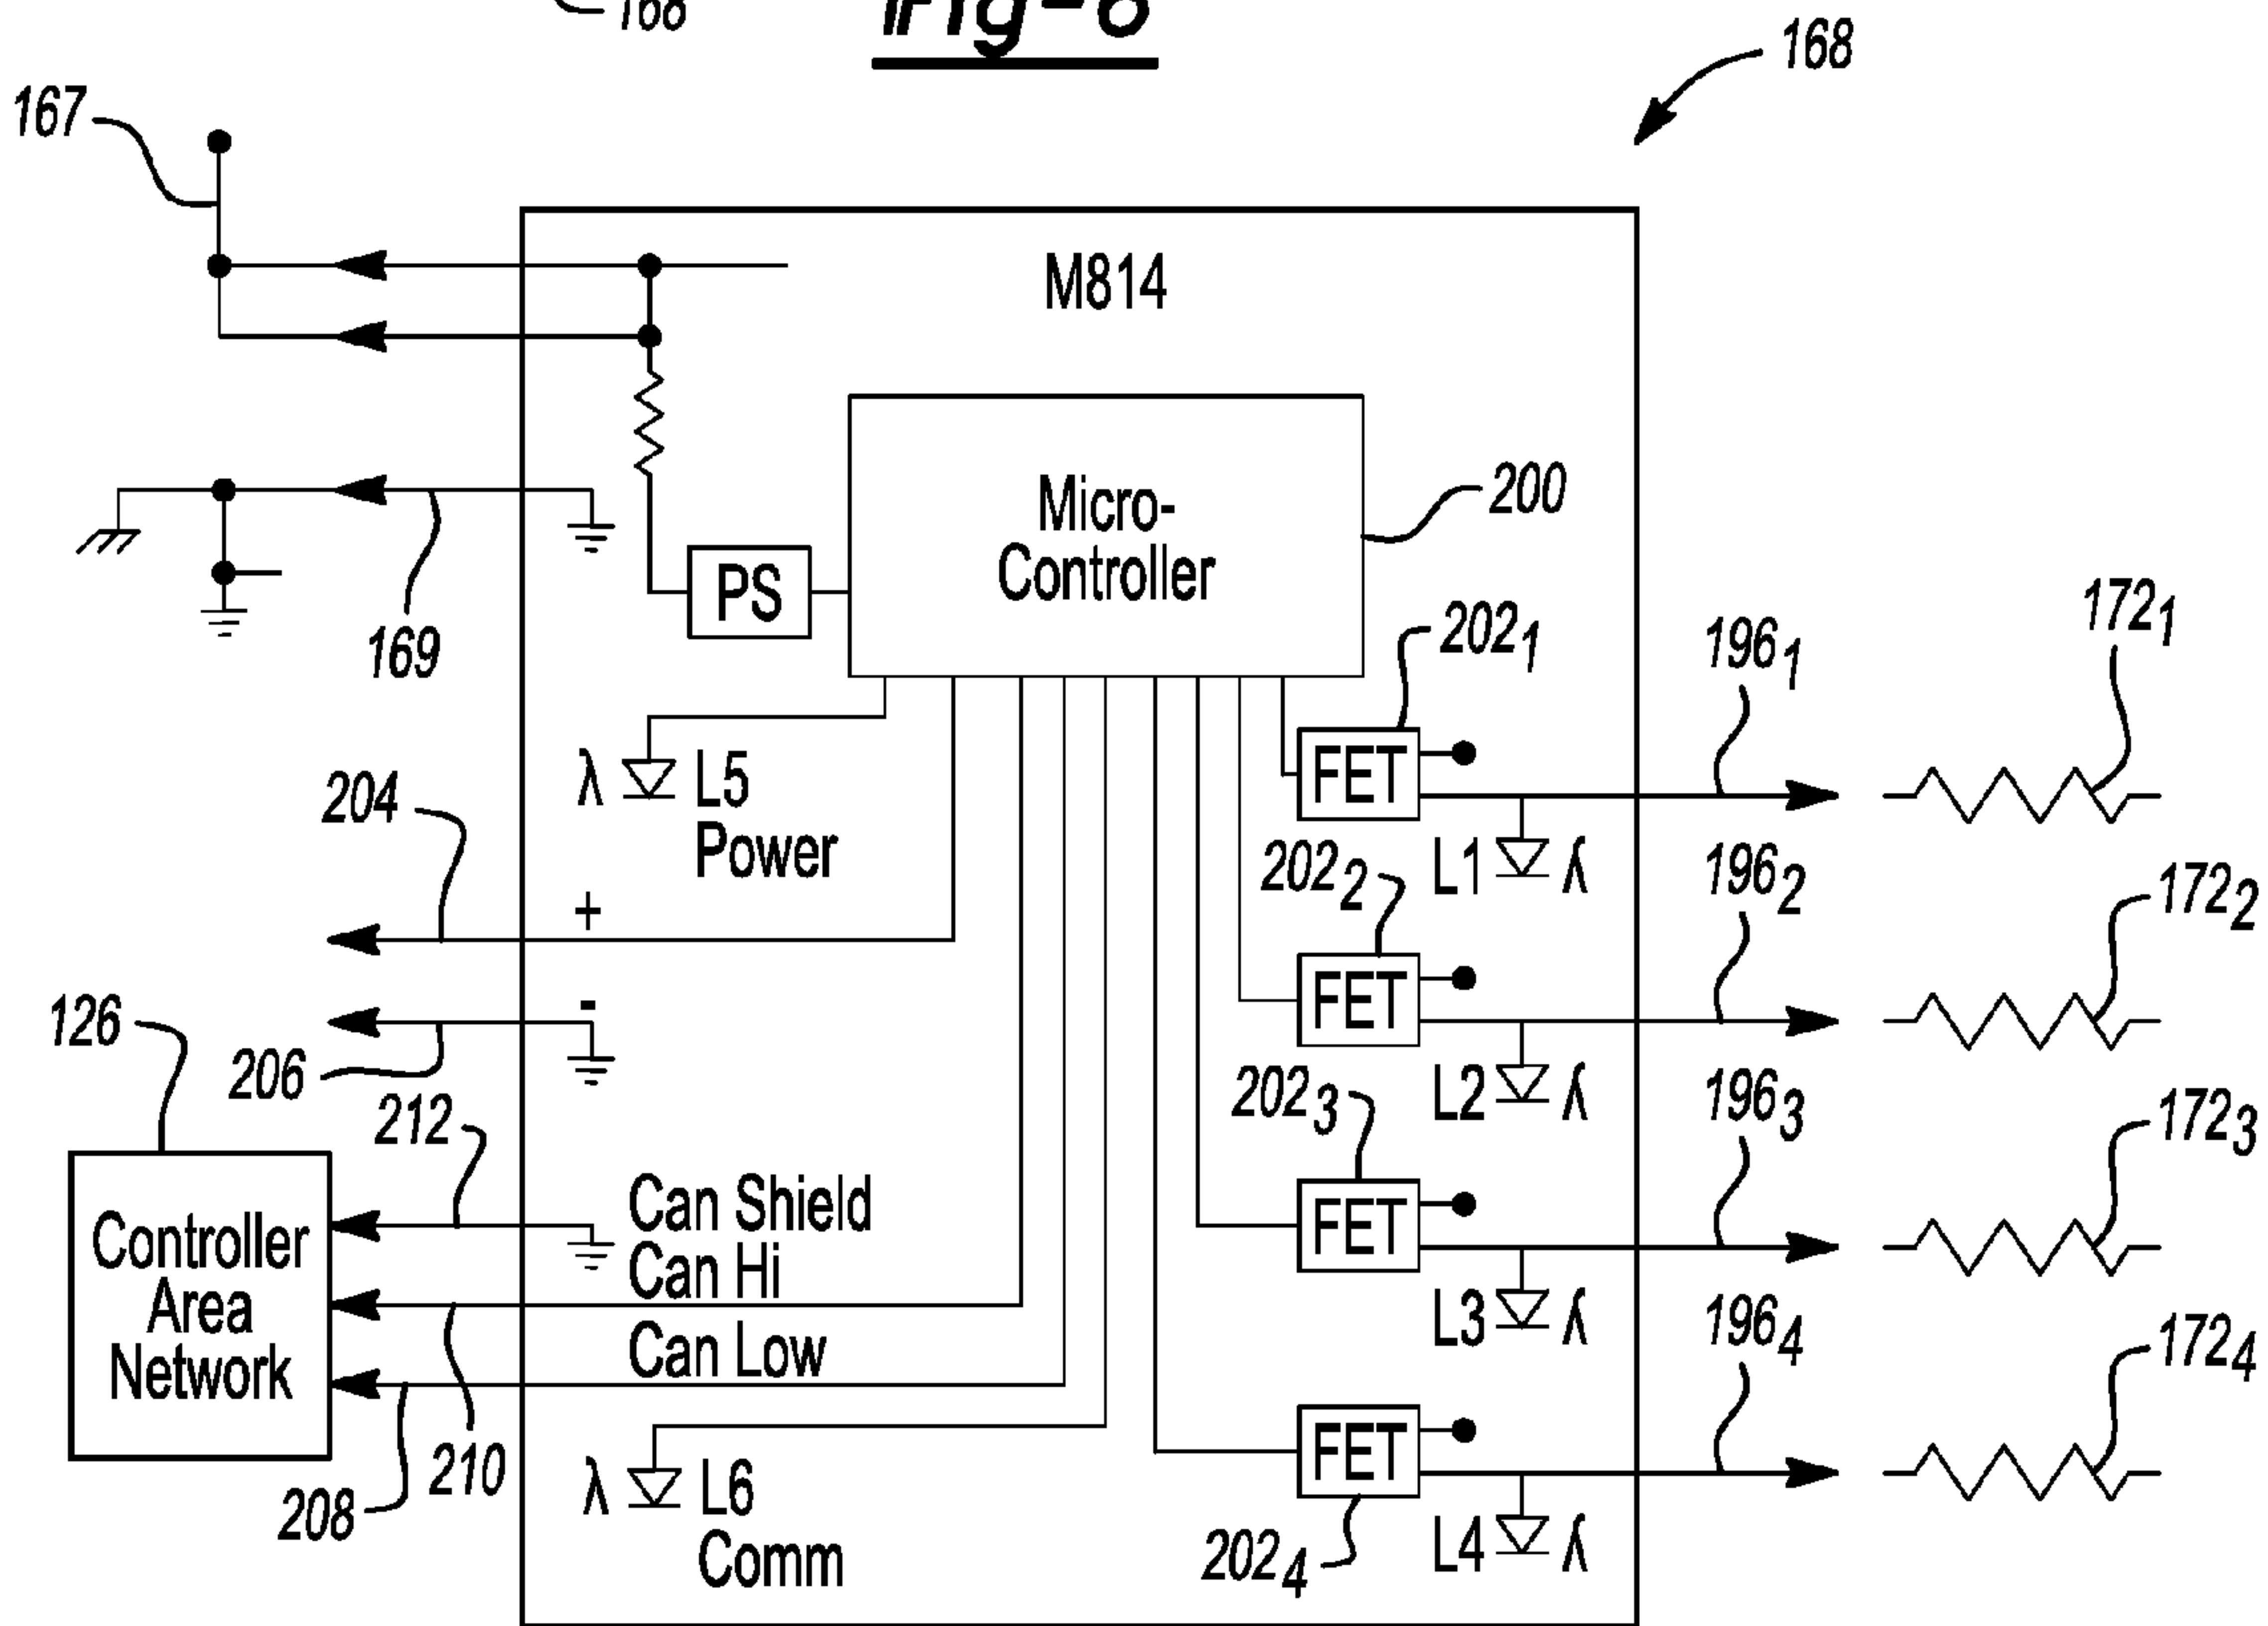 168
168
167
M814
Micro-
Controller
200
PS
169
202₁
196₁
172₁
FET
λ
L5
Power
204
L1
λ
+
202₂
196₂
172₂
FET
-
126
206
L2
λ
212
202₃
196₃
172₃
Can Shield
FET
Controller
Area
Network
Can Hi
Can Low
L3
λ
196₄
172₄
210
208
FET
λ
L6
Comm
202₄
L4
λ